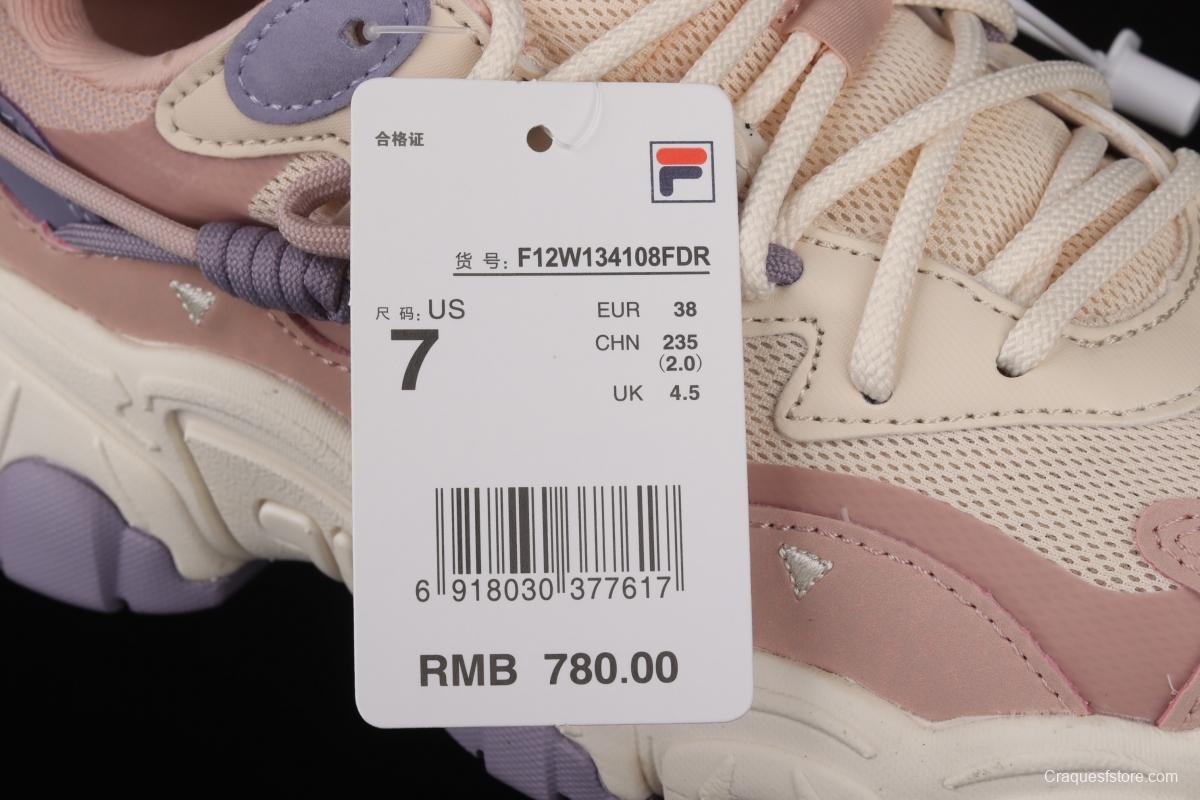 合格证
F
货 号: F12W134108FDR
尺 码: US
7
EUR 38
CHN 235
(2.0)
UK 4.5
6 918030 377617
RMB 780.00
Craquesfstore.com